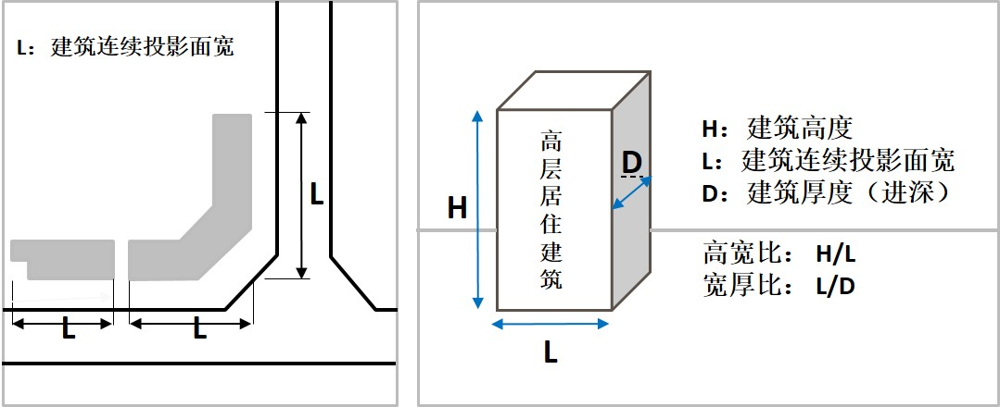 L：建筑连续投影面宽
L
L
L
高层居住建筑
H
D
L
H：建筑高度
L：建筑连续投影面宽
D：建筑厚度（进深）
高宽比：H/L
宽厚比：L/D